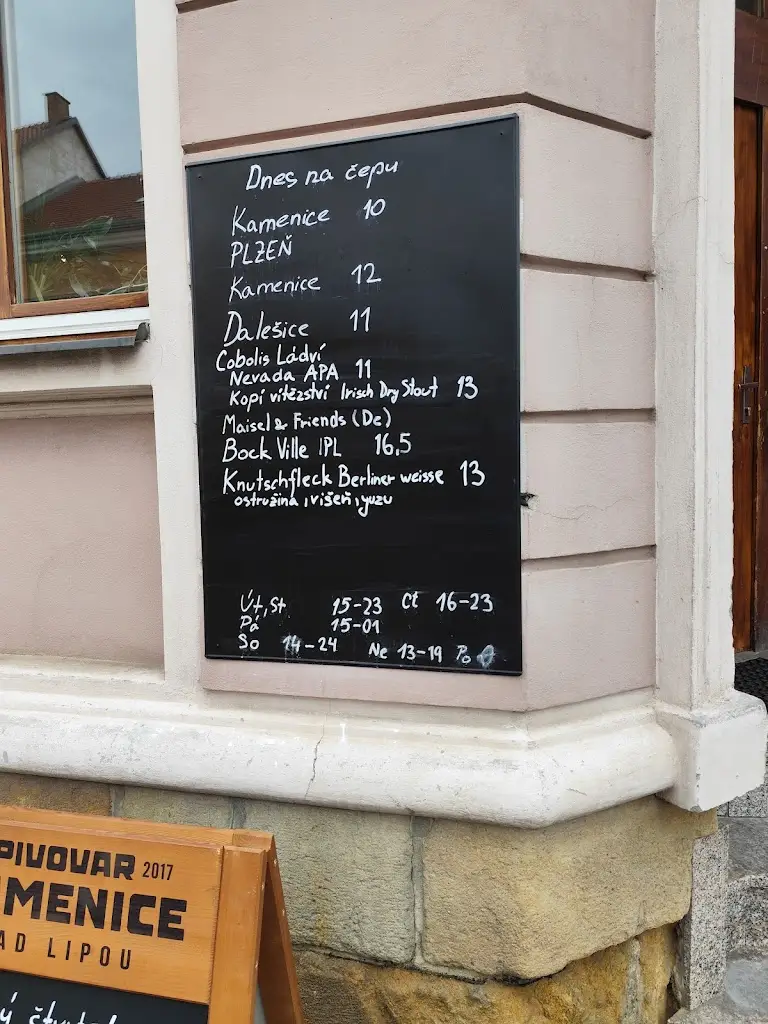 Dnes na čepu
Kamenice 10
PLZEŇ
Kamenice 12
Dalešice 11
Cobolis Ládví
Nevada APA 11
Kopí vítězství Irisch Dry Stout 13
Maisel & Friends (De)
Bock Ville IPL 16,5
Knutschfleck Berliner weisse 13
ostružina, višeň, yuzu
Út, St 15-23 Čt 16-23
Pá 15-01
So 14-24 Ne 13-19 Po
PIVOVAR 2017
MENICE
AD LIPOU